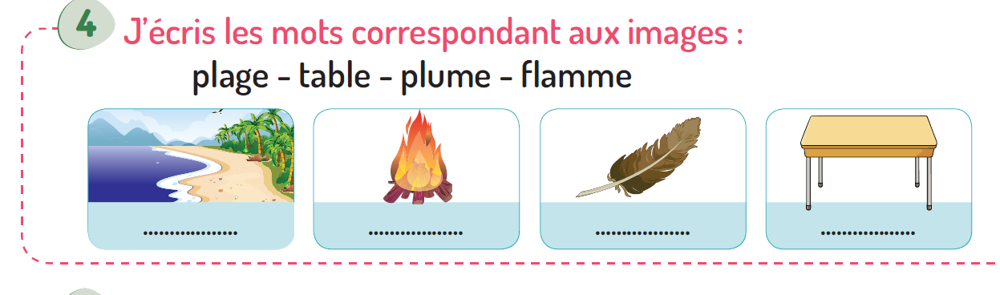 4 J'écris les mots correspondant aux images :
plage - table - plume - flamme
.................. .................. .................. ..................